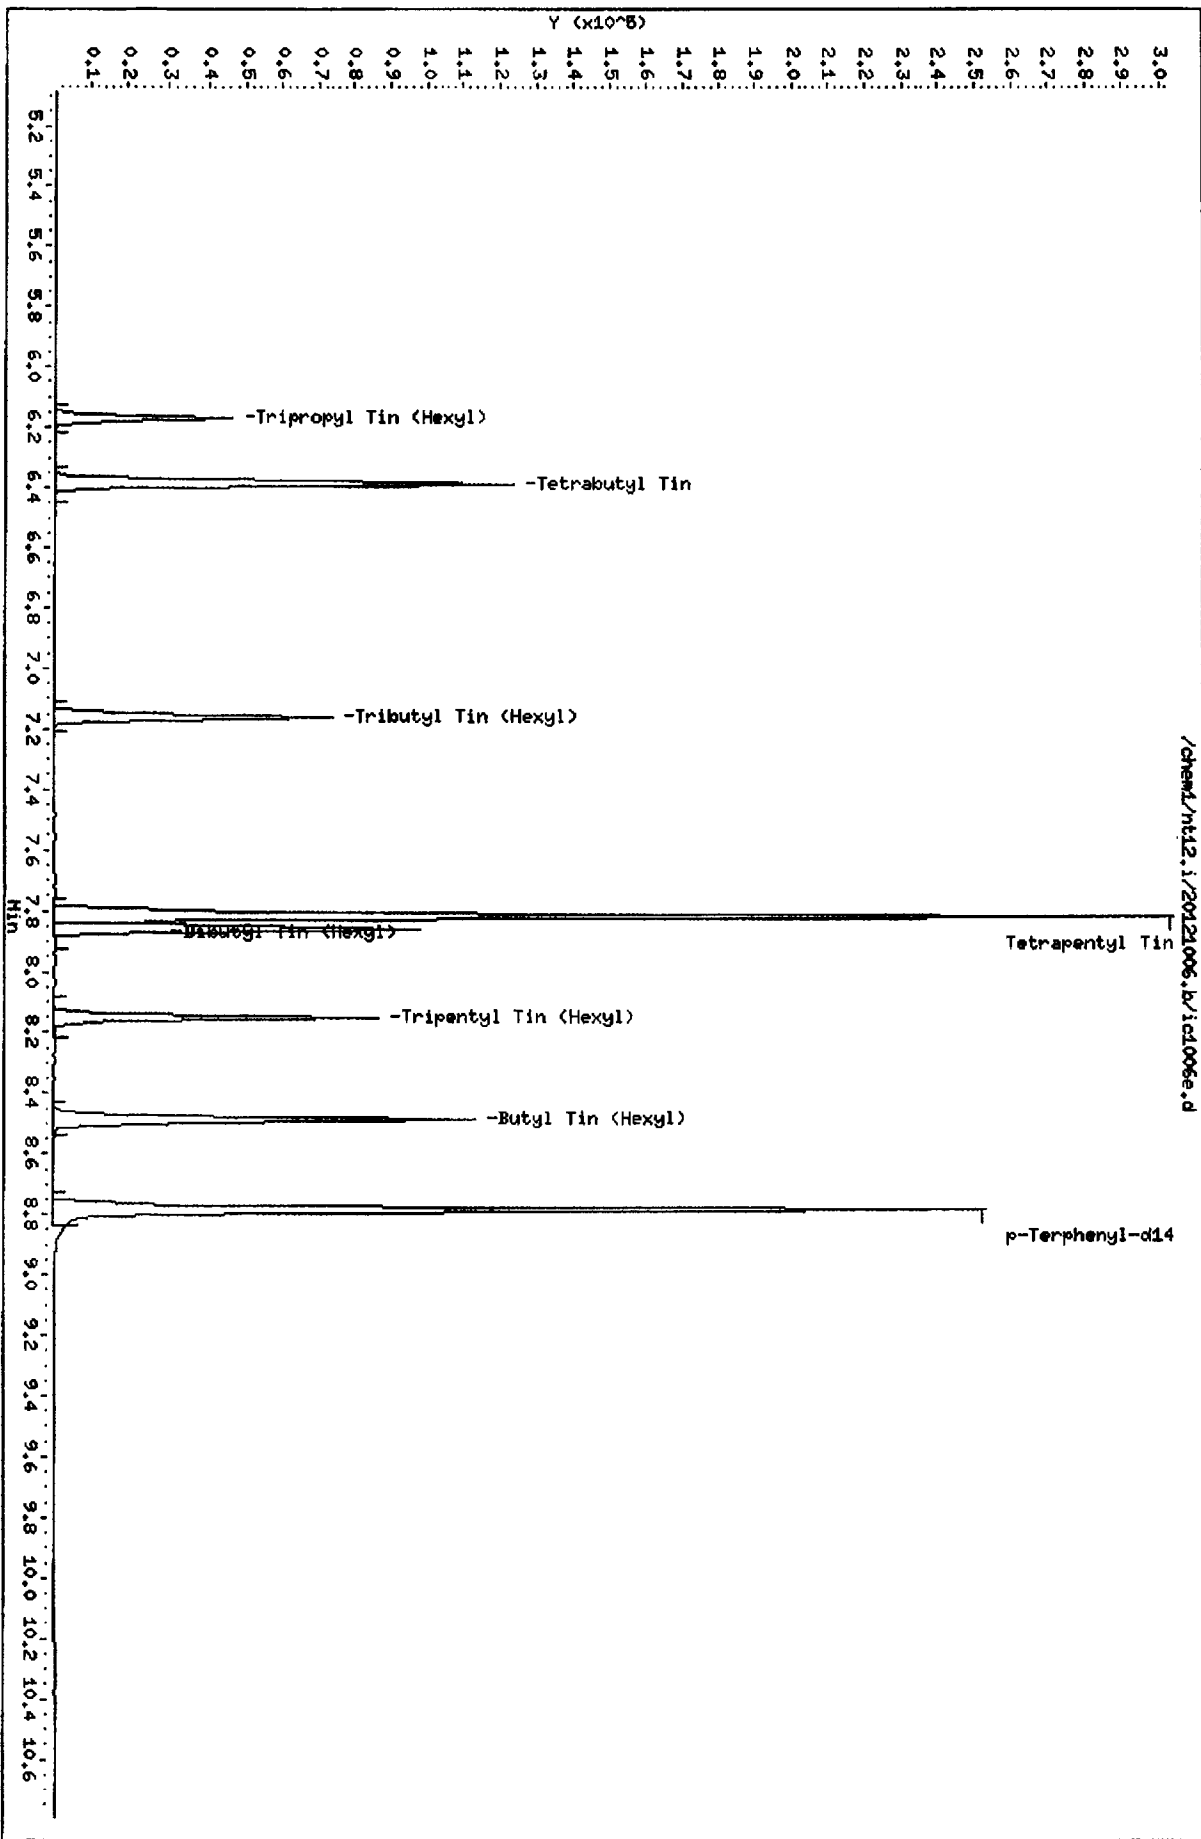 /chem1/nt12.i/20121006.b/ic1006e.d
Y (x10^5)
0.1
0.2
0.3
0.4
0.5
0.6
0.7
0.8
0.9
1.0
1.1
1.2
1.3
1.4
1.5
1.6
1.7
1.8
1.9
2.0
2.1
2.2
2.3
2.4
2.5
2.6
2.7
2.8
2.9
3.0
-Tripropyl Tin (Hexyl)
-Tetrabutyl Tin
-Tributyl Tin (Hexyl)
Tetrapentyl Tin
-Dibutyl Tin (Hexyl)
-Tripentyl Tin (Hexyl)
-Butyl Tin (Hexyl)
p-Terphenyl-d14
5.2 5.4 5.6 5.8 6.0 6.2 6.4 6.6 6.8 7.0 7.2 7.4 7.6 7.8 8.0 8.2 8.4 8.6 8.8 9.0 9.2 9.4 9.6 9.8 10.0 10.2 10.4 10.6
Min